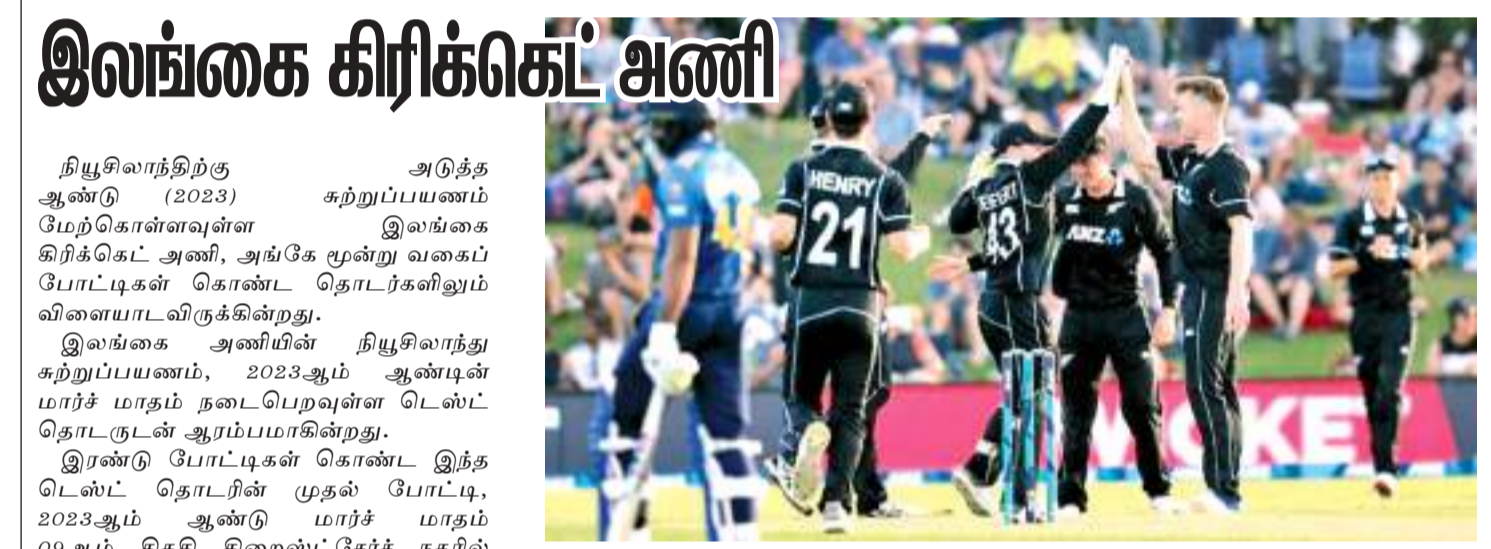 இலங்கை கிரிக்கெட் அணி
நியூசிலாந்திற்கு அடுத்த
ஆண்டு (2023) சுற்றுப்பயணம்
மேற்கொள்ளவுள்ள இலங்கை
கிரிக்கெட் அணி, அங்கே மூன்று வகைப்
போட்டிகள் கொண்ட தொடர்களிலும்
விளையாடவிருக்கின்றது.
இலங்கை அணியின் நியூசிலாந்து
சுற்றுப்பயணம், 2023ஆம் ஆண்டின்
மார்ச் மாதம் நடைபெறவுள்ள டெஸ்ட்
தொடருடன் ஆரம்பமாகின்றது.
இரண்டு போட்டிகள் கொண்ட இந்த
டெஸ்ட் தொடரின் முதல் போட்டி,
2023ஆம் ஆண்டு மார்ச் மாதம்
HENRY
21
SEIFERT
43
ANZ